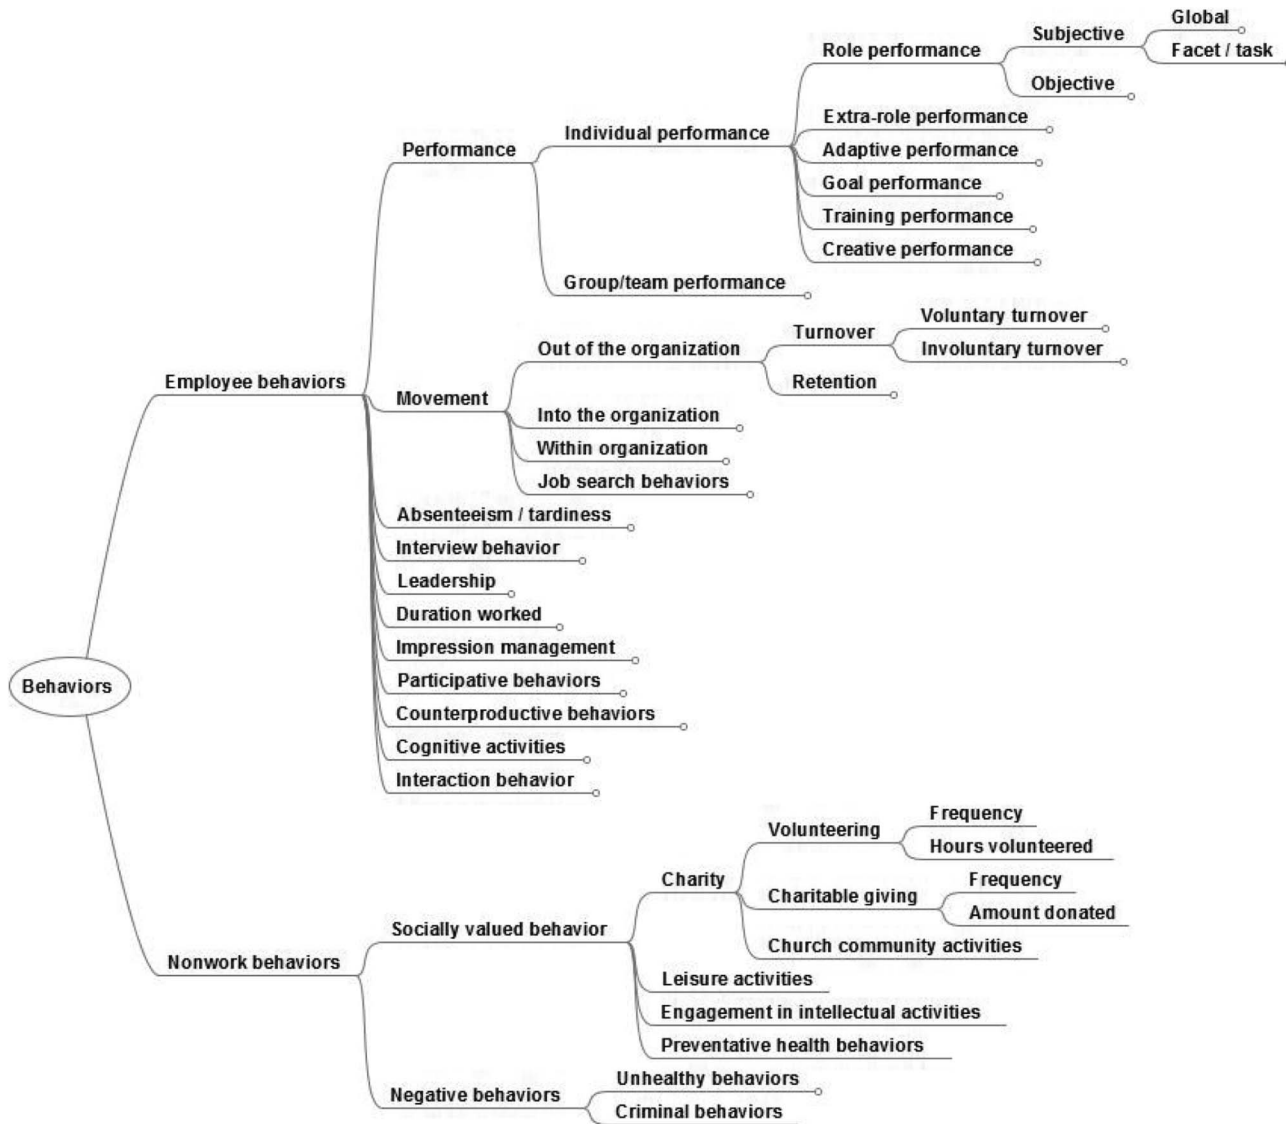 Global
Subjective
Role performance
Facet / task
Objective
Extra-role performance
Individual performance
Performance
Adaptive performance
Goal performance
Training performance
Creative performance
Group/team performance
Voluntary turnover
Turnover
Out of the organization
Involuntary turnover
Employee behaviors
Retention
Movement
Into the organization
Within organization
Job search behaviors
Absenteeism / tardiness
Interview behavior
Leadership
Duration worked
Impression management
Participative behaviors
Behaviors
Counterproductive behaviors
Cognitive activities
Interaction behavior
Frequency
Volunteering
Hours volunteered
Charity
Frequency
Charitable giving
Amount donated
Socially valued behavior
Church community activities
Nonwork behaviors
Leisure activities
Engagement in intellectual activities
Preventative health behaviors
Unhealthy behaviors
Negative behaviors
Criminal behaviors